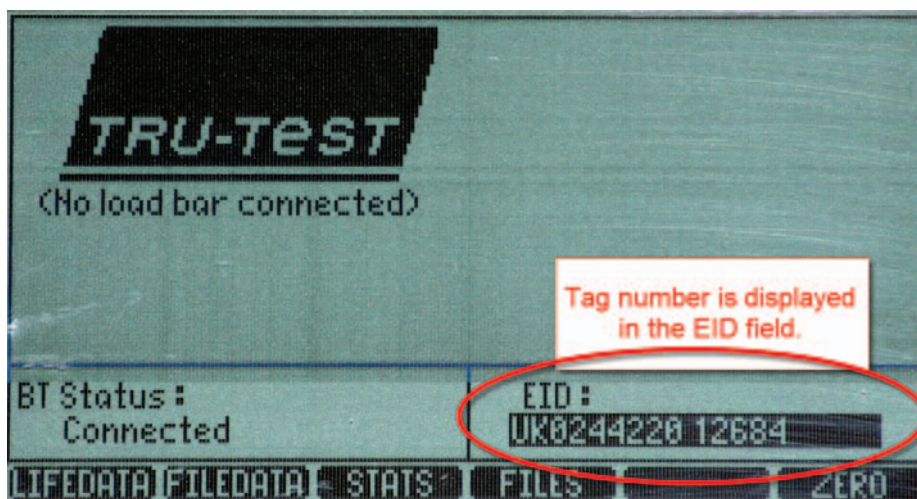 TRU-TEST
(No load bar connected)
Tag number is displayed
in the EID field.
BT Status:
Connected
EID:
UK0244220 12684
LIFEDATA FILEDATA STATS FILES ZERO